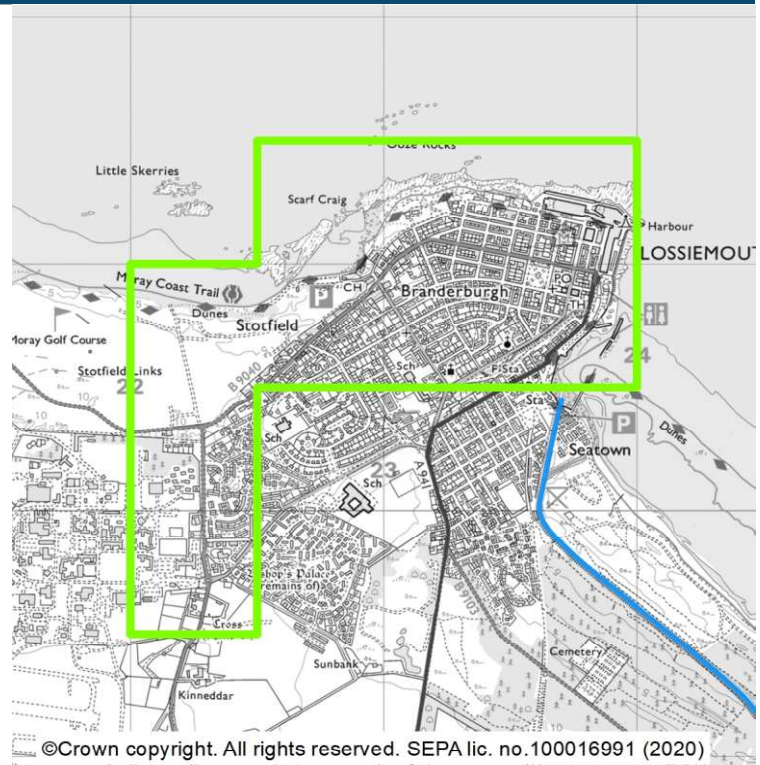 Ooze Rocks
Little Skerries
Scarf Craig
Harbour
LOSSIEMOUT
Moray Coast Trail
CH
PO
TH
Branderburgh
Dunes
Stotfield
Moray Golf Course
Stotfield Links
B 9040
Sch
F Sta
24
22
Sta
Dunes
Sch
Seatown
23
Sch
A 941
Bishop's Palace
(remains of)
B 9103
Cross
Sunbank
Cemetery
Kinneddar
©Crown copyright. All rights reserved. SEPA lic. no.100016991 (2020)